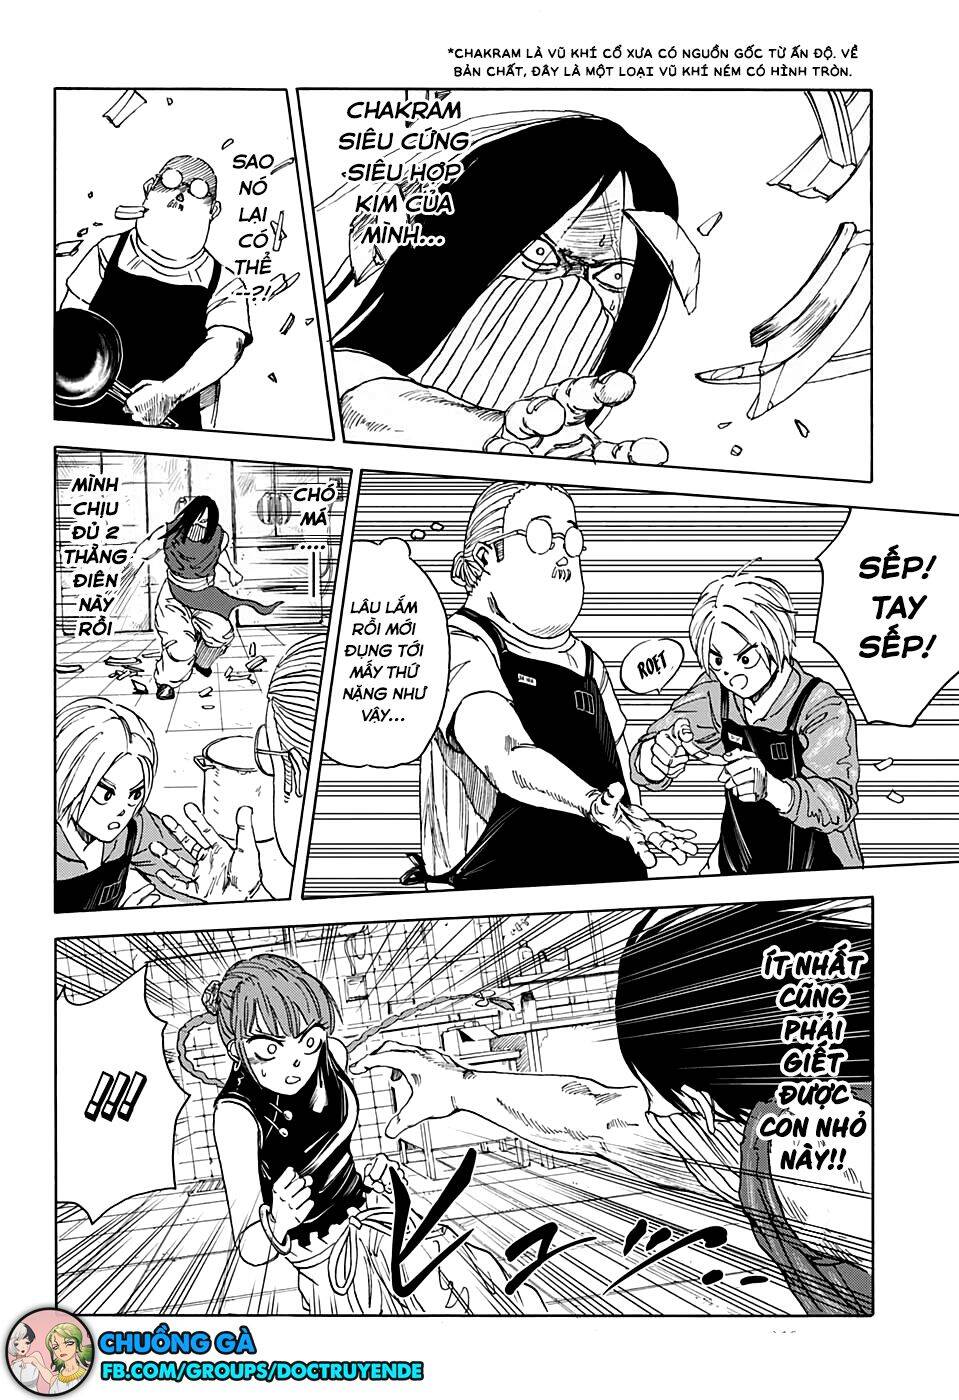 *CHAKRAM LÀ VŨ KHÍ CỔ XƯA CÓ NGUỒN GỐC TỪ ẤN ĐỘ. VỀ
BẢN CHẤT, ĐÂY LÀ MỘT LOẠI VŨ KHÍ NÉM CÓ HÌNH TRÒN.
CHAKRAM
SIÊU CỨNG
SIÊU HỢP
KIM CỦA
MÌNH...
SAO
NÓ
LẠI
CÓ
THỂ
--?!
SẾP!
TAY
SẾP!
ROẸT
LÂU LẮM
RỒI MỚI
ĐỤNG TỚI
MẤY THỨ
NẶNG NHƯ
VẬY...
CHÓ
MÁ
.....
MÌNH
CHỊU
ĐỦ 2
THẰNG
ĐIÊN
NÀY
RỒI
ÍT NHẤT
CŨNG
PHẢI
GIẾT
ĐƯỢC
CON NHỎ
NÀY!!
!!!
ビュッ..
CHUỒNG GÀ
FB.COM/GROUPS/DOCTRUYENDE